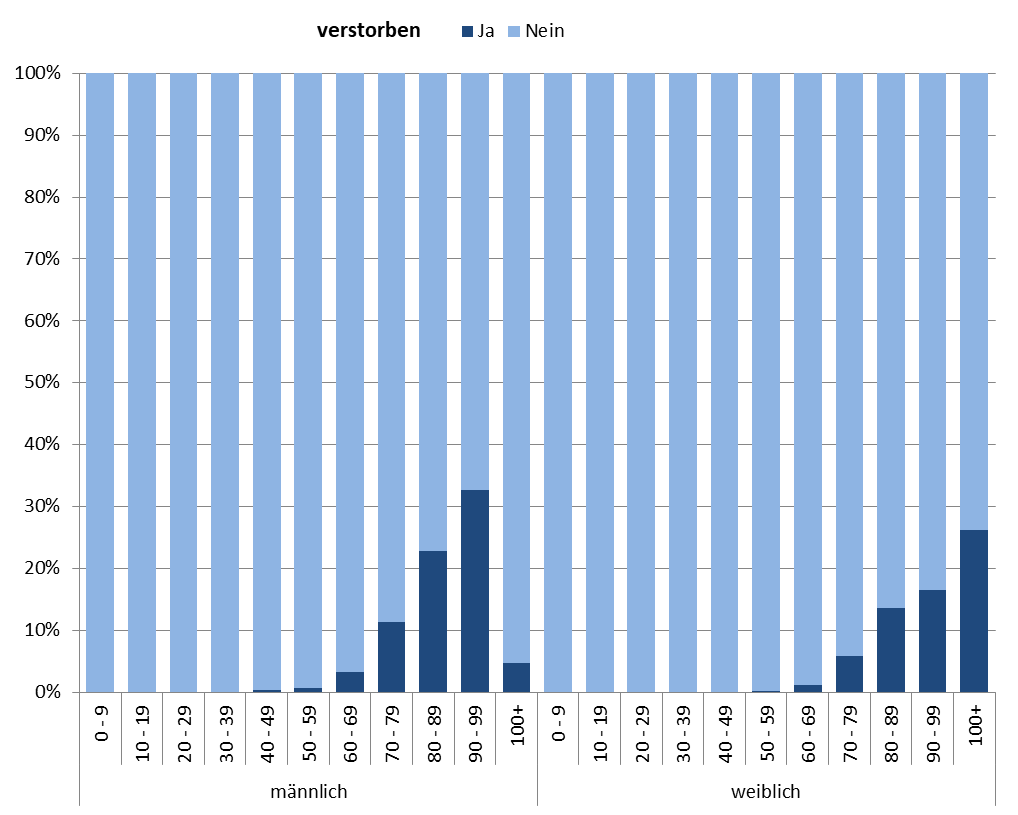 verstorben Ja Nein
100%
90%
80%
70%
60%
50%
40%
30%
20%
10%
0%
0 - 9
10 - 19
20 - 29
30 - 39
40 - 49
50 - 59
60 - 69
70 - 79
80 - 89
90 - 99
100+
0 - 9
10 - 19
20 - 29
30 - 39
40 - 49
50 - 59
60 - 69
70 - 79
80 - 89
90 - 99
100+
männlich
weiblich